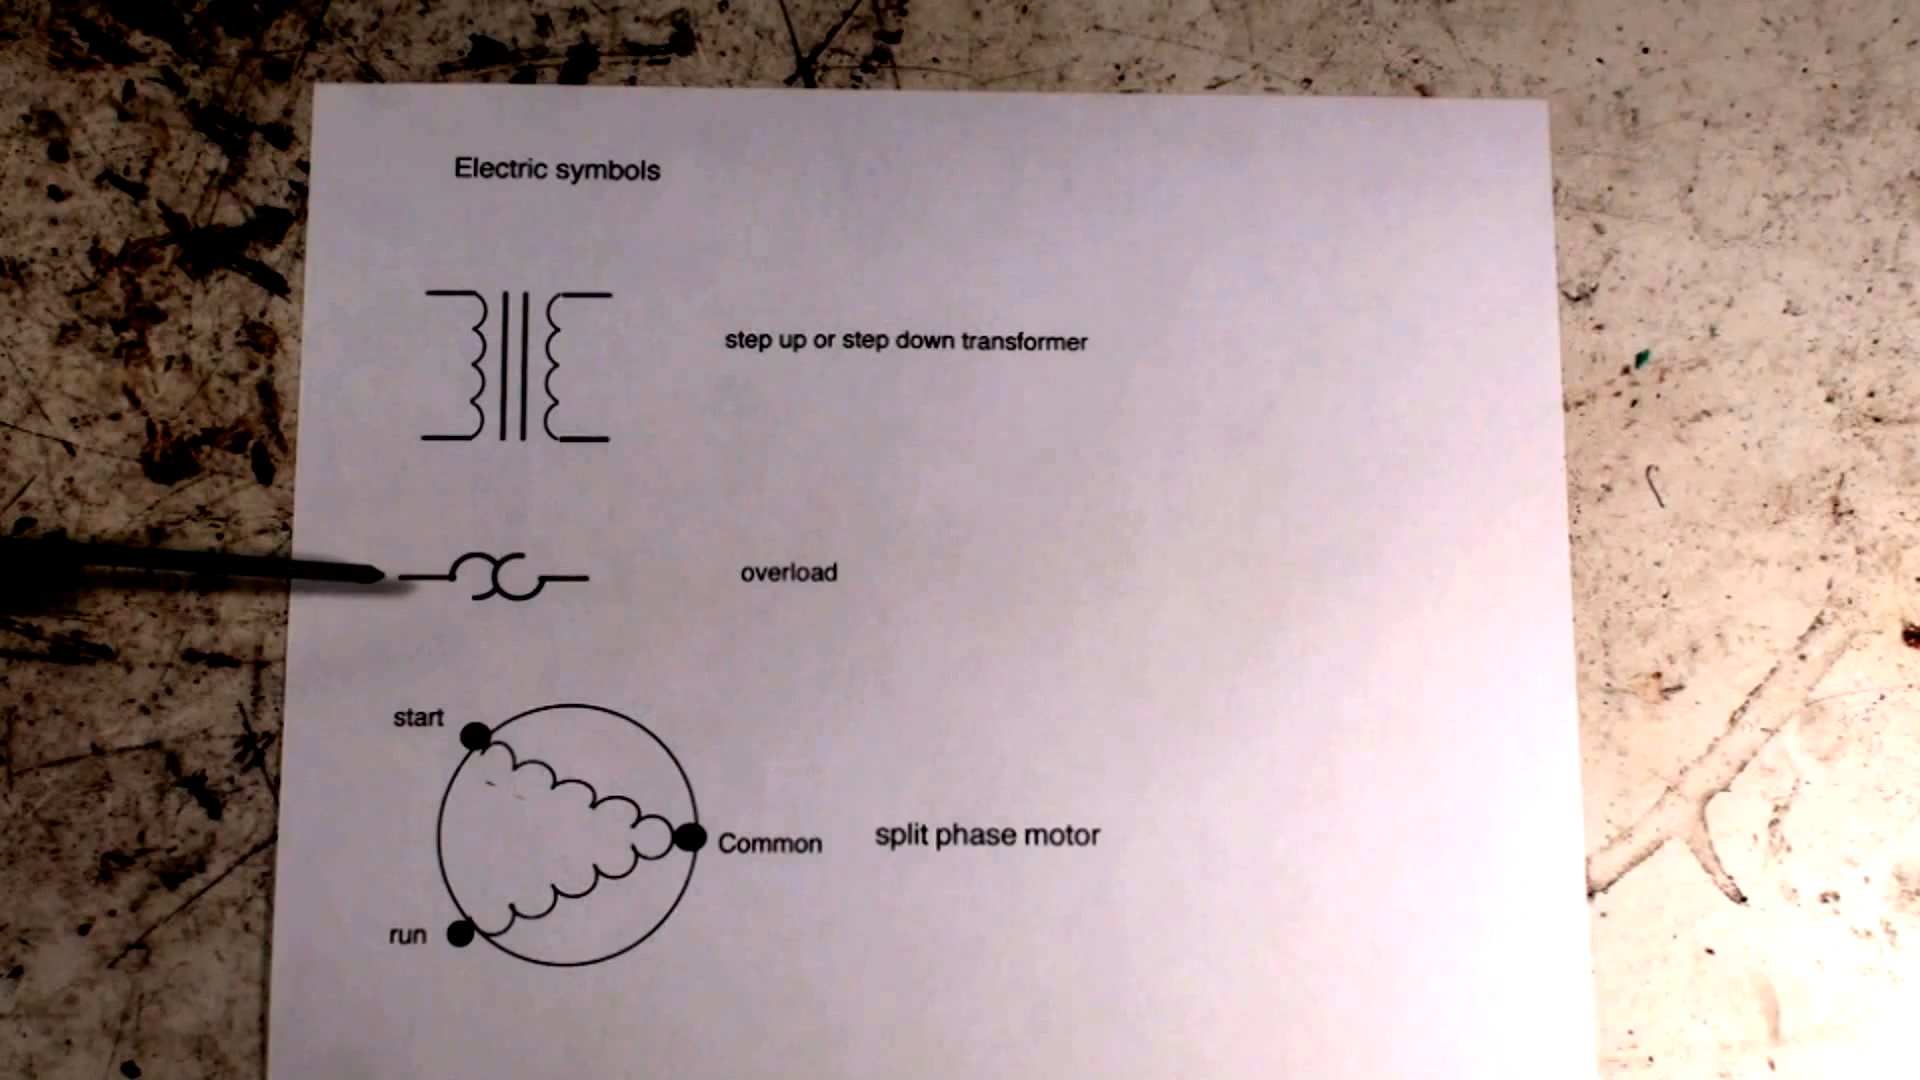 Electric symbols
step up or step down transformer
overload
start
Common
split phase motor
run